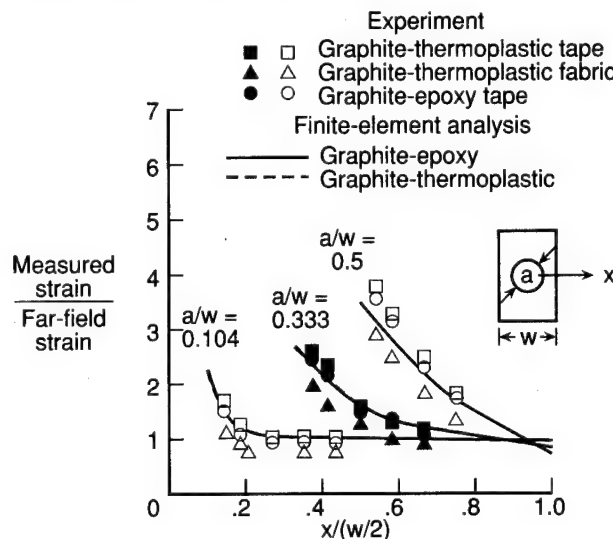 Experiment
Graphite-thermoplastic tape
Graphite-thermoplastic fabric
Graphite-epoxy tape
Finite-element analysis
Graphite-epoxy
Graphite-thermoplastic
7
6
5
4
3
2
1
0
Measured
strain
Far-field
strain
a/w =
0.104
a/w =
0.333
a/w =
0.5
a
x
w
.2
.4
.6
.8
1.0
x/(w/2)